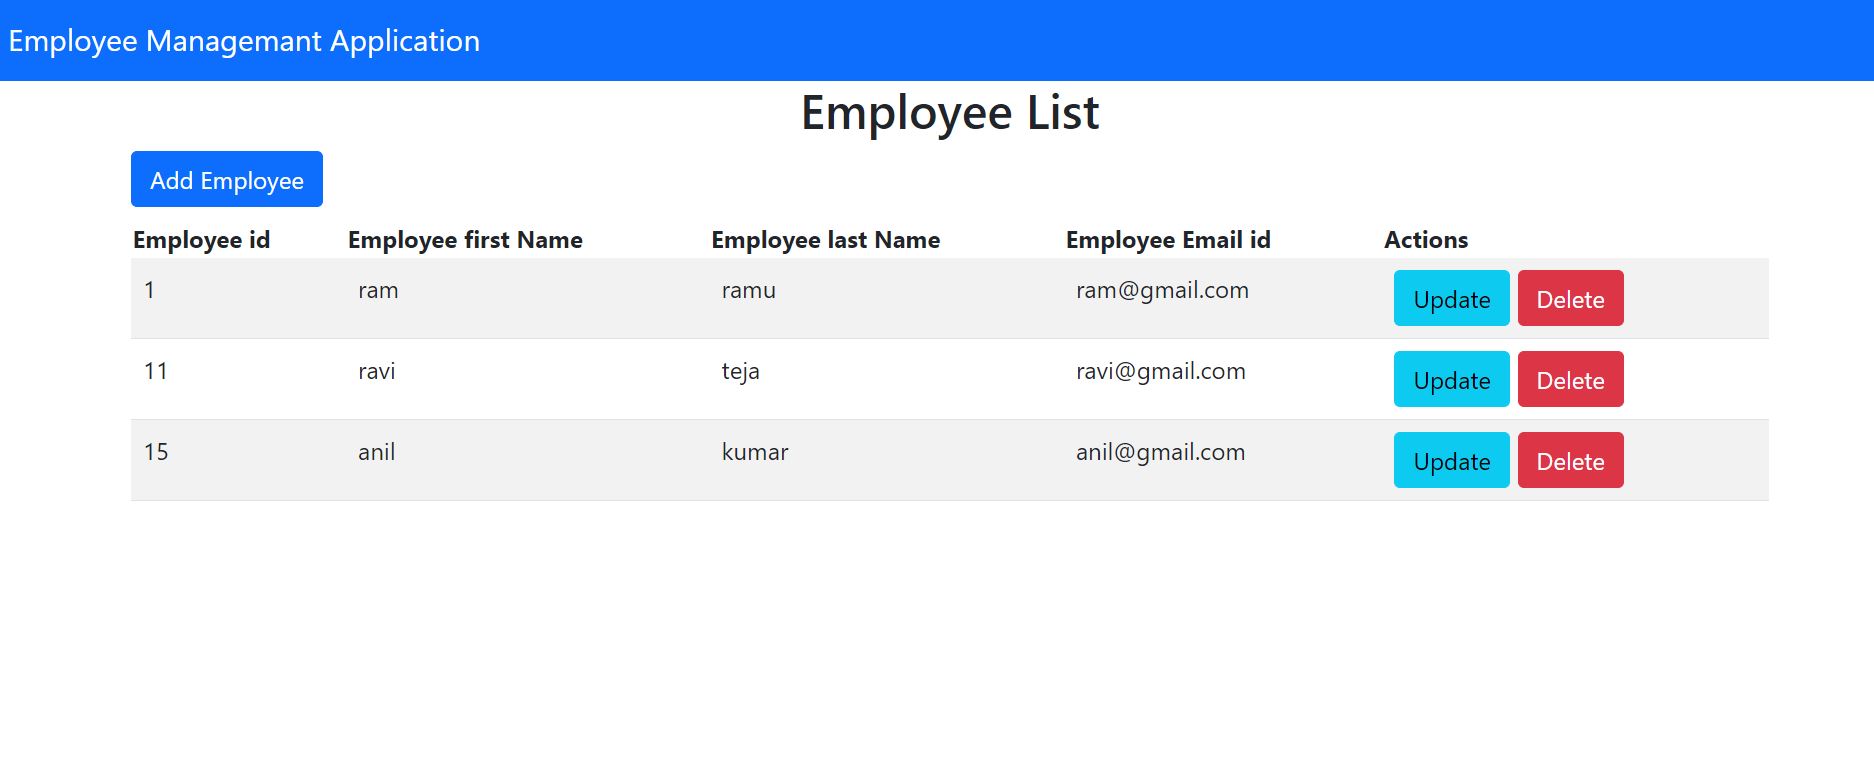 Employee Managemant Application
Employee List
Add Employee
Employee id Employee first Name Employee last Name Employee Email id Actions
1 ram ramu ram@gmail.com Update Delete
11 ravi teja ravi@gmail.com Update Delete
15 anil kumar anil@gmail.com Update Delete